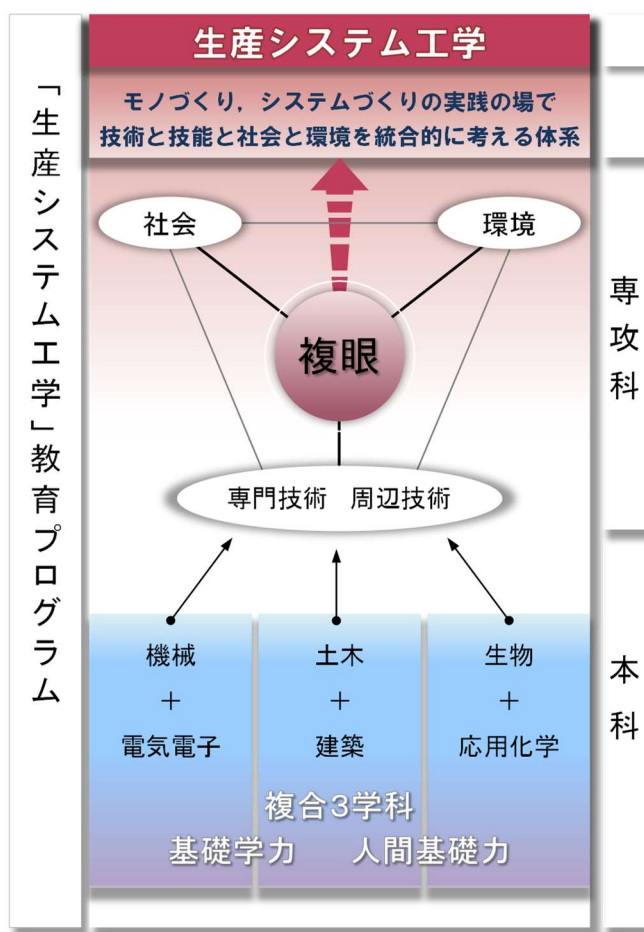 「生産システム工学」教育プログラム
生産システム工学
モノづくり，システムづくりの実践の場で
技術と技能と社会と環境を統合的に考える体系
社会
環境
複眼
専門技術 周辺技術
機械
＋
電気電子
土木
＋
建築
生物
＋
応用化学
複合3学科
基礎学力 人間基礎力
専攻科
本科